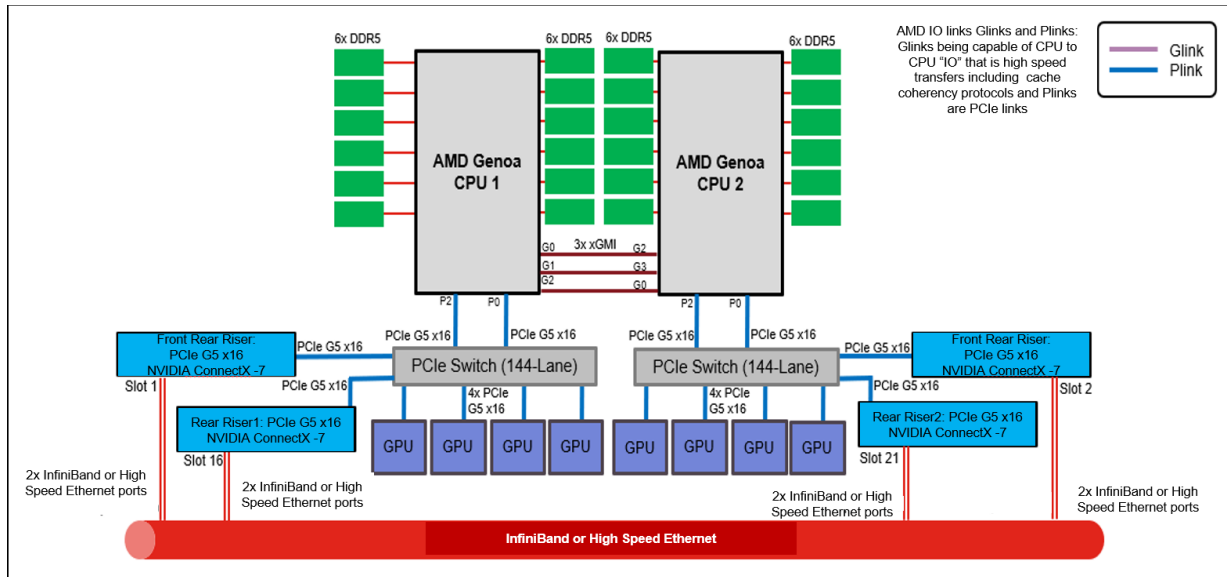 6x DDR5
6x DDR5
6x DDR5
6x DDR5
AMD IO links Glinks and Plinks:
Glinks being capable of CPU to
CPU “IO” that is high speed
transfers including cache
coherency protocols and Plinks
are PCIe links
Glink
Plink
AMD Genoa
CPU 1
AMD Genoa
CPU 2
G0
3x xGMI
G2
G1
G3
G2
G0
P2
P0
P2
P0
PCIe G5 x16
PCIe G5 x16
PCIe G5 x16
PCIe G5 x16
Front Rear Riser:
PCIe G5 x16
NVIDIA ConnectX -7
Slot 1
PCIe G5 x16
PCIe G5 x16
PCIe Switch (144-Lane)
PCIe Switch (144-Lane)
PCIe G5 x16
PCIe G5 x16
Front Rear Riser:
PCIe G5 x16
NVIDIA ConnectX -7
Slot 2
Rear Riser1: PCIe G5 x16
NVIDIA ConnectX -7
Slot 16
4x PCIe
G5 x16
GPU
GPU
GPU
GPU
4x PCIe
G5 x16
GPU
GPU
GPU
GPU
Rear Riser2: PCIe G5 x16
NVIDIA ConnectX -7
Slot 21
2x InfiniBand or High
Speed Ethernet ports
2x InfiniBand or High
Speed Ethernet ports
2x InfiniBand or High
Speed Ethernet ports
2x InfiniBand or High
Speed Ethernet ports
InfiniBand or High Speed Ethernet